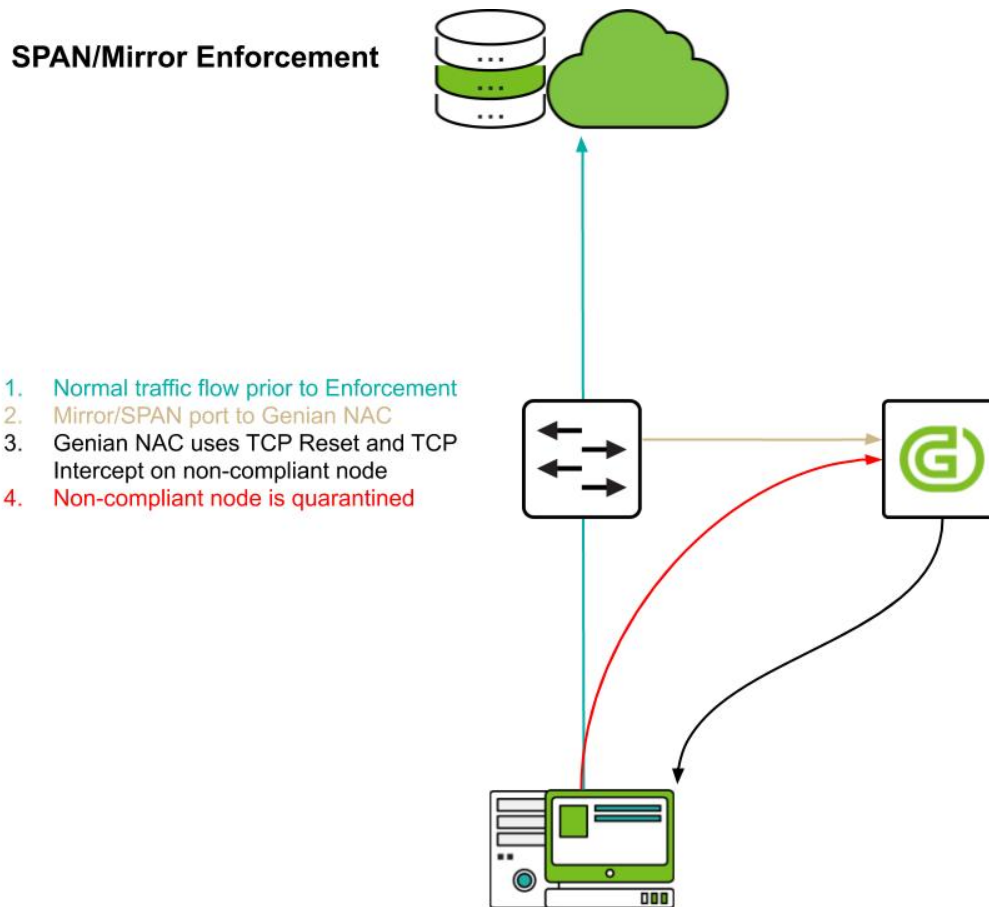 SPAN/Mirror Enforcement
1. Normal traffic flow prior to Enforcement
2. Mirror/SPAN port to Genian NAC
3. Genian NAC uses TCP Reset and TCP
Intercept on non-compliant node
4. Non-compliant node is quarantined